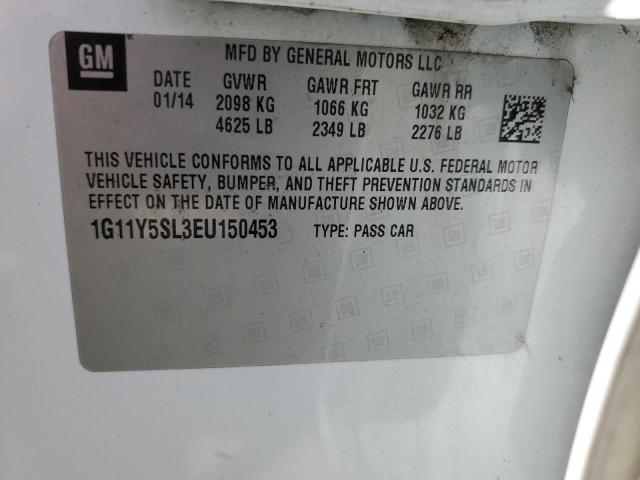 GM
MFD BY GENERAL MOTORS LLC
DATE GVWR GAWR FRT GAWR RR
01/14 2098 KG 1066 KG 1032 KG
4625 LB 2349 LB 2276 LB
THIS VEHICLE CONFORMS TO ALL APPLICABLE U.S. FEDERAL MOTOR
VEHICLE SAFETY, BUMPER, AND THEFT PREVENTION STANDARDS IN
EFFECT ON THE DATE OF MANUFACTURE SHOWN ABOVE.
1G11Y5SL3EU150453 TYPE: PASS CAR